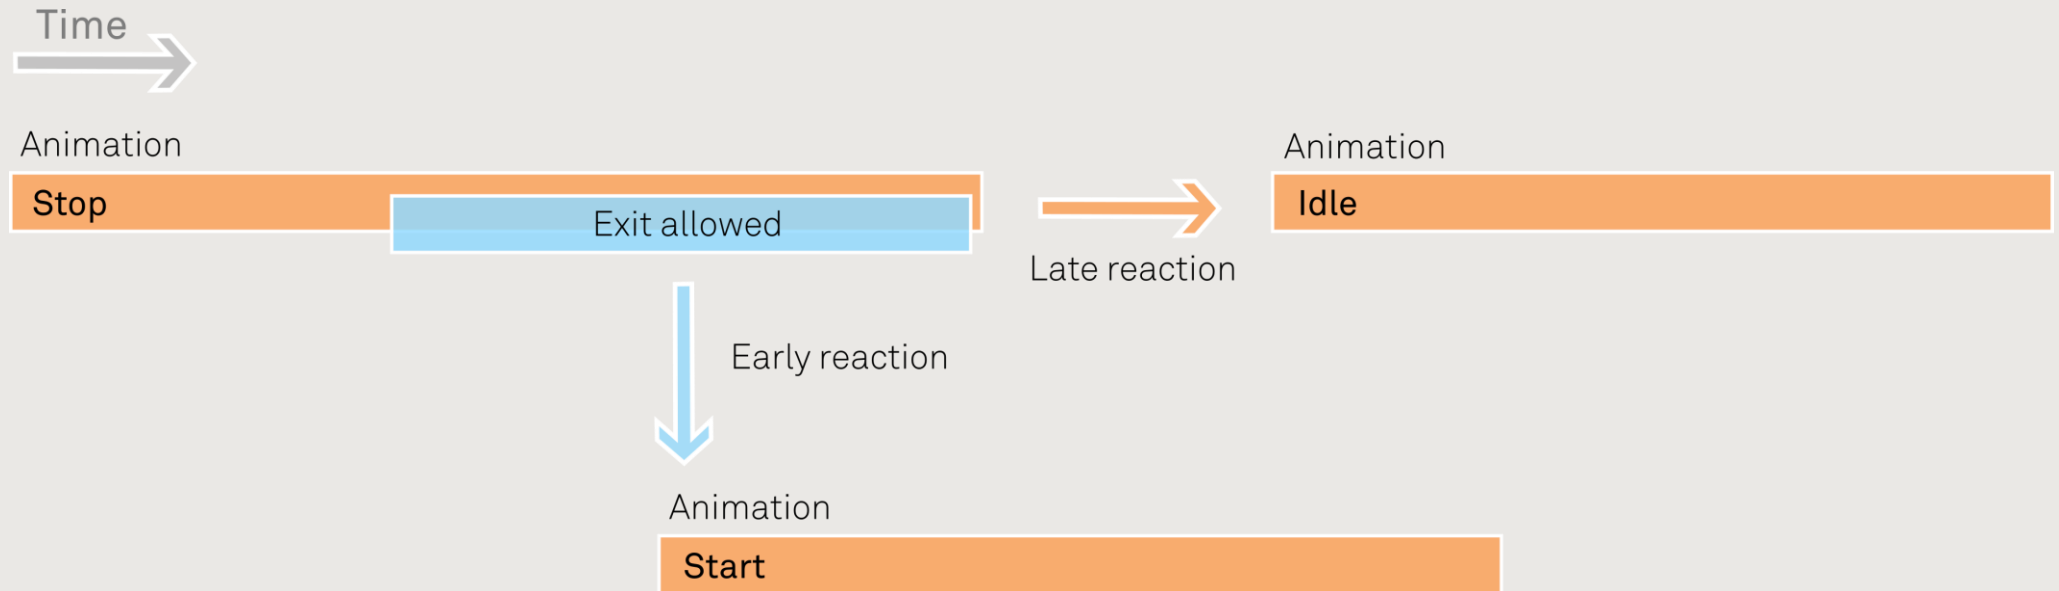 Time
Animation
Stop
Exit allowed
Late reaction
Animation
Idle
Early reaction
Animation
Start